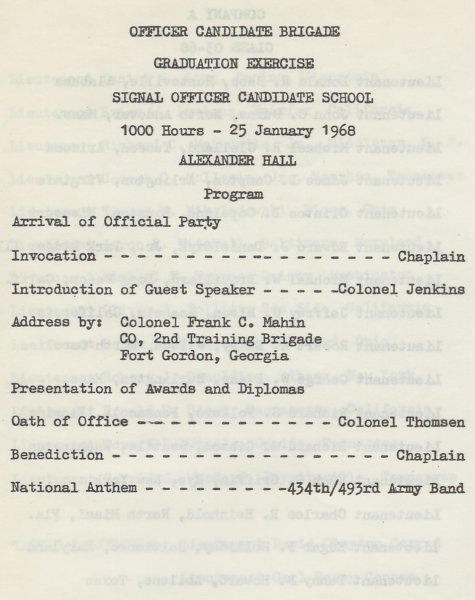 OFFICER CANDIDATE BRIGADE
GRADUATION EXERCISE
SIGNAL OFFICER CANDIDATE SCHOOL
1000 Hours - 25 January 1968
ALEXANDER HALL
Program
Arrival of Official Party
Invocation - - - - - - - - - - - - - - - - - - - - Chaplain
Introduction of Guest Speaker - - - - - -Colonel Jenkins
Address by: Colonel Frank C. Mahin
CO, 2nd Training Brigade
Fort Gordon, Georgia
Presentation of Awards and Diplomas
Oath of Office - - - - - - - - - - - - - - Colonel Thomsen
Benediction - - - - - - - - - - - - - - - - - - - Chaplain
National Anthem - - - - - - - - - -434th/493rd Army Band